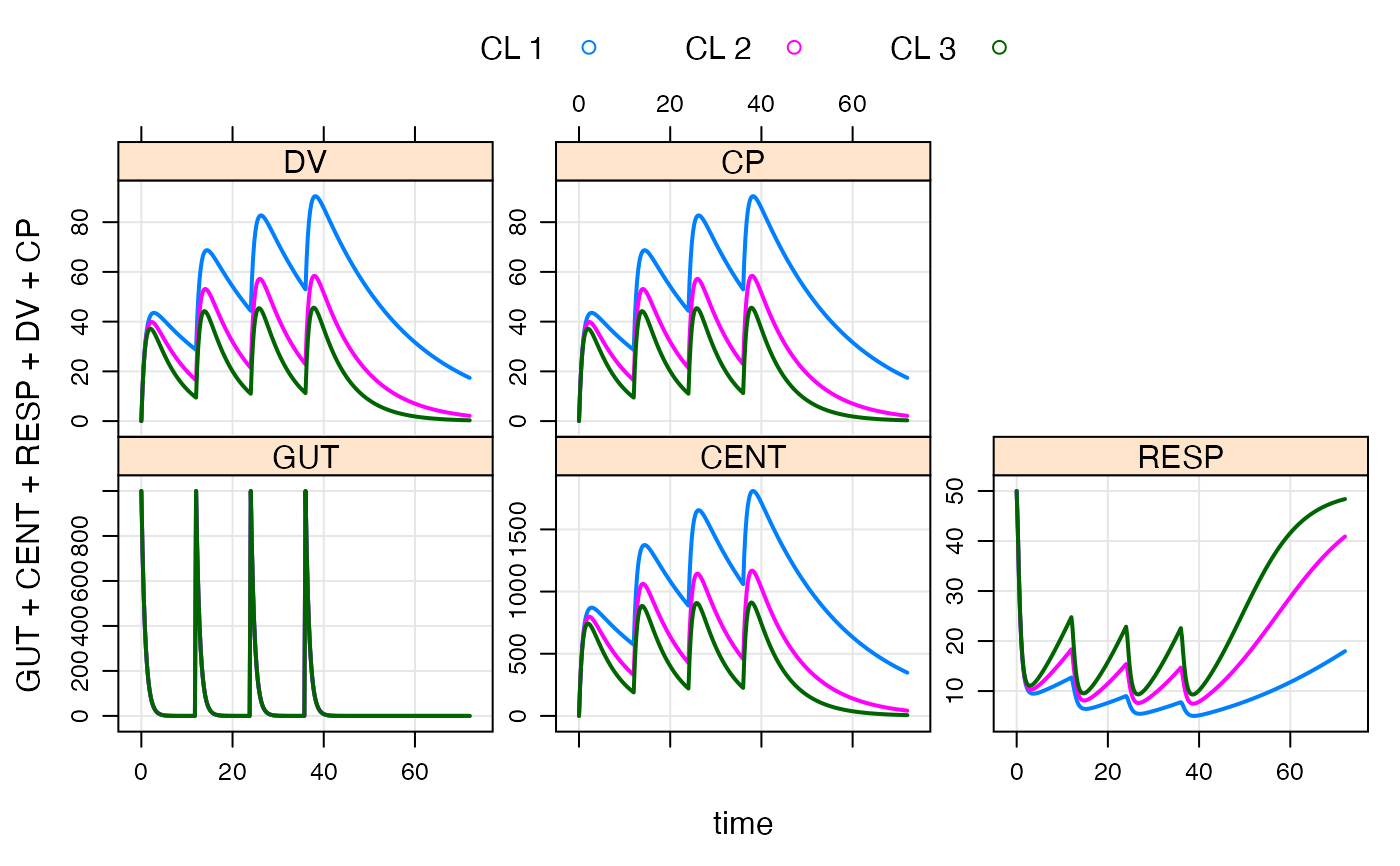 CL 1 CL 2 CL 3
0 20 40 60
DV CP
0 20 40 60 80
0 20 40 60 80
GUT CENT RESP
0 200 400 600 800
0 500 1000 1500
10 20 30 40 50
0 20 40 60
0 20 40 60
time
GUT + CENT + RESP + DV + CP